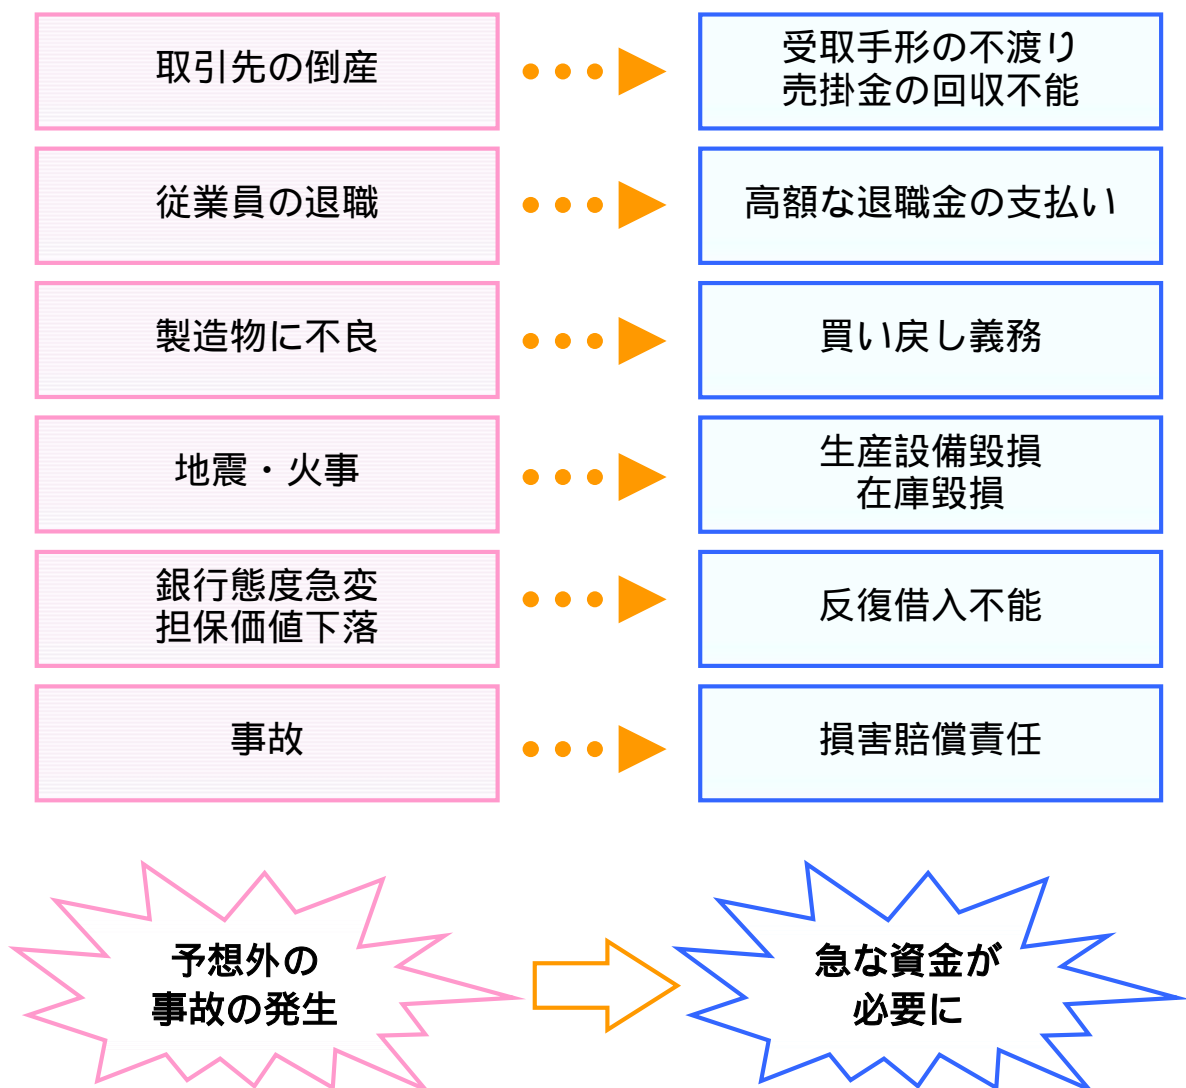 取引先の倒産
受取手形の不渡り
売掛金の回収不能
従業員の退職
高額な退職金の支払い
製造物に不良
買い戻し義務
地震・火事
生産設備毀損
在庫毀損
銀行態度急変
担保価値下落
反復借入不能
事故
損害賠償責任
予想外の
事故の発生
急な資金が
必要に